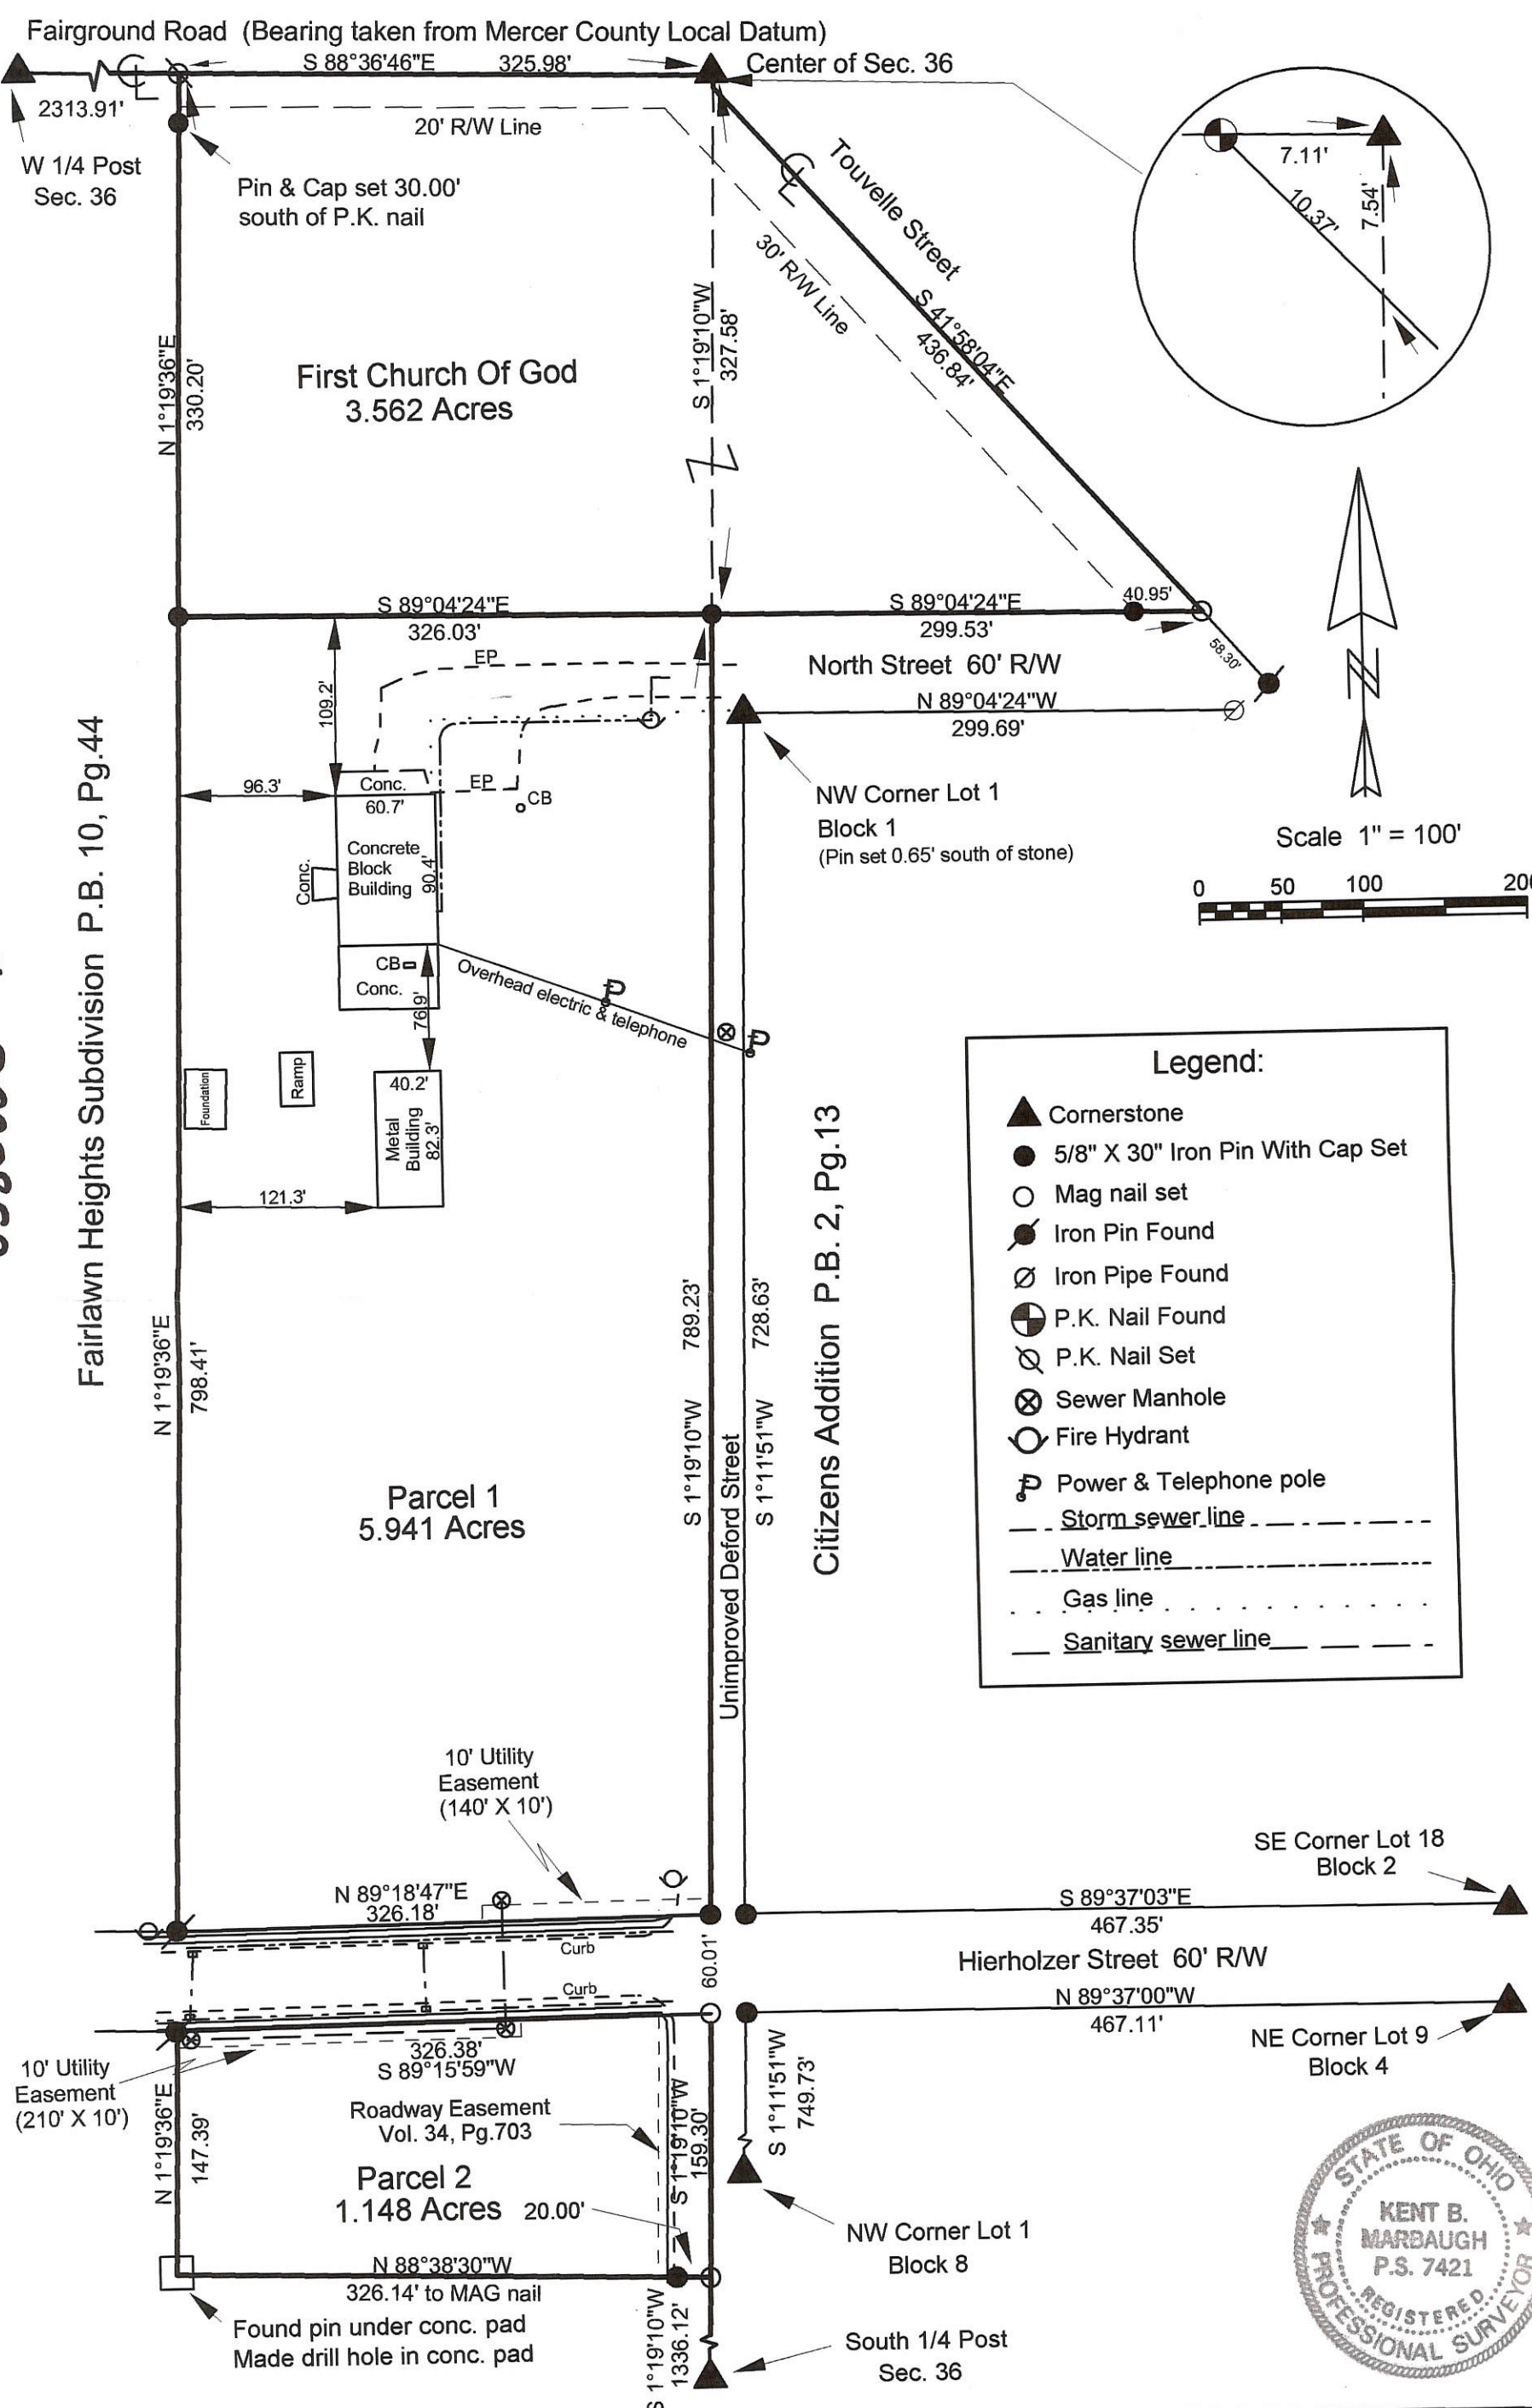 Fairground Road (Bearing taken from Mercer County Local Datum)
S 88°36'46"E 325.98'
Center of Sec. 36
2313.91'
W 1/4 Post
Sec. 36
20' R/W Line
Pin & Cap set 30.00'
south of P.K. nail
Touvelle Street
30' R/W Line
S 41°58'04"E
436.84'
7.11'
10.37'
7.54'
N 1°19'36"E
330.20'
First Church Of God
3.562 Acres
S 1°19'10"W
327.58'
S 89°04'24"E
326.03'
S 89°04'24"E
299.53'
40.95'
58.30'
North Street 60' R/W
N 89°04'24"W
299.69'
N
EP
109.2'
96.3'
Conc.
60.7'
EP
CB
Concrete
Block
Building
90.4'
Conc.
CB
Conc.
76.9'
Overhead electric & telephone
P
P
NW Corner Lot 1
Block 1
(Pin set 0.65' south of stone)
Scale 1" = 100'
0 50 100
Fairlawn Heights Subdivision P.B. 10, Pg.44
Foundation
Ramp
40.2'
Metal
Building
82.3'
121.3'
N 1°19'36"E
798.41'
Parcel 1
5.941 Acres
S 1°19'10"W 789.23'
Unimproved Deford Street
S 1°11'51"W 728.63'
Citizens Addition P.B. 2, Pg.13
Legend:
Cornerstone
5/8" X 30" Iron Pin With Cap Set
Mag nail set
Iron Pin Found
Iron Pipe Found
P.K. Nail Found
P.K. Nail Set
Sewer Manhole
Fire Hydrant
P Power & Telephone pole
Storm sewer line
Water line
Gas line
Sanitary sewer line
10' Utility
Easement
(140' X 10')
N 89°18'47"E
326.18'
Curb
Curb
60.01'
SE Corner Lot 18
Block 2
S 89°37'03"E
467.35'
Hierholzer Street 60' R/W
N 89°37'00"W
467.11'
NE Corner Lot 9
Block 4
326.38'
S 89°15'59"W
10' Utility
Easement
(210' X 10')
N 1°19'36"E
147.39'
Roadway Easement
Vol. 34, Pg.703
Parcel 2
1.148 Acres
20.00'
S 1°19'10"W
159.30'
S 1°11'51"W
749.73'
NW Corner Lot 1
Block 8
N 88°38'30"W
326.14' to MAG nail
Found pin under conc. pad
Made drill hole in conc. pad
S 1°19'10"W
1336.12'
South 1/4 Post
Sec. 36
STATE OF OHIO
KENT B.
MARBAUGH
P.S. 7421
REGISTERED
PROFESSIONAL SURVEYOR